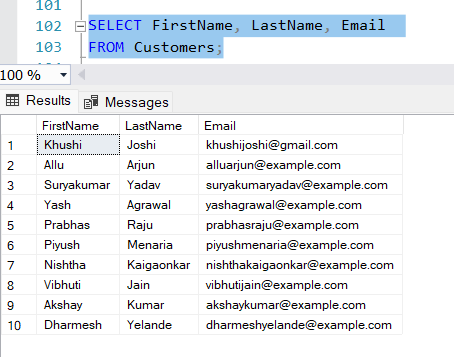 101
102 SELECT FirstName, LastName, Email
103 FROM Customers;
100 %
Results Messages
FirstName LastName Email
1 Khushi Joshi khushijoshi@gmail.com
2 Allu Arjun alluarjun@example.com
3 Suryakumar Yadav suryakumaryadav@example.com
4 Yash Agrawal yashagrawal@example.com
5 Prabhas Raju prabhasraju@example.com
6 Piyush Menaria piyushmenaria@example.com
7 Nishtha Kaigaonkar nishthakaigaonkar@example.com
8 Vibhuti Jain vibhutijain@example.com
9 Akshay Kumar akshaykumar@example.com
10 Dharmesh Yelande dharmeshyelande@example.com